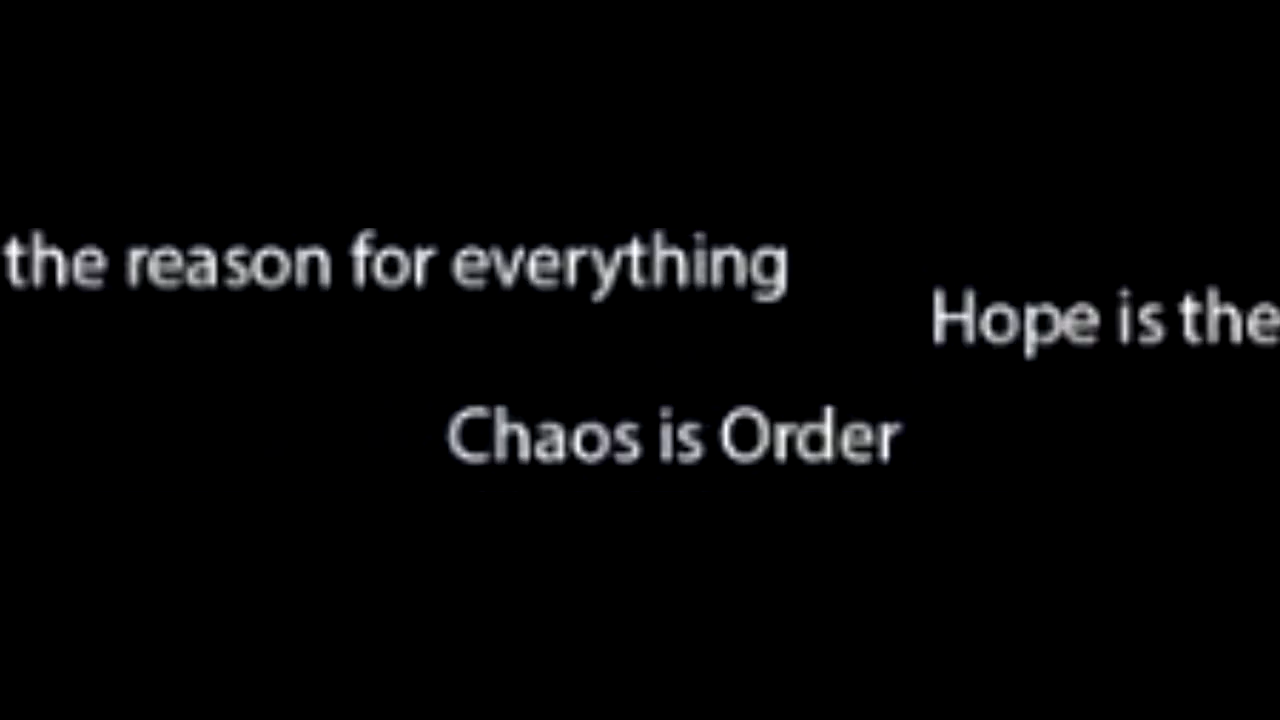 the reason for everything
Hope is the
Chaos is Order